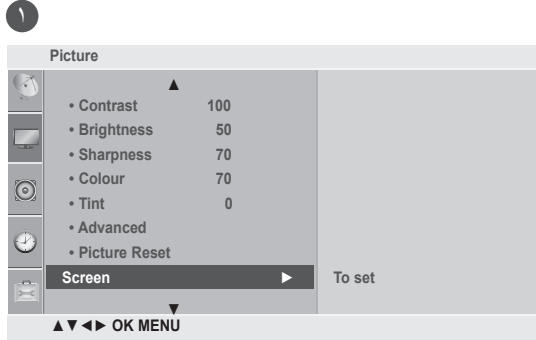 ١
Picture
▲
• Contrast 100
• Brightness 50
• Sharpness 70
• Colour 70
• Tint 0
• Advanced
• Picture Reset
Screen ► To set
▼
▲▼◄► OK MENU